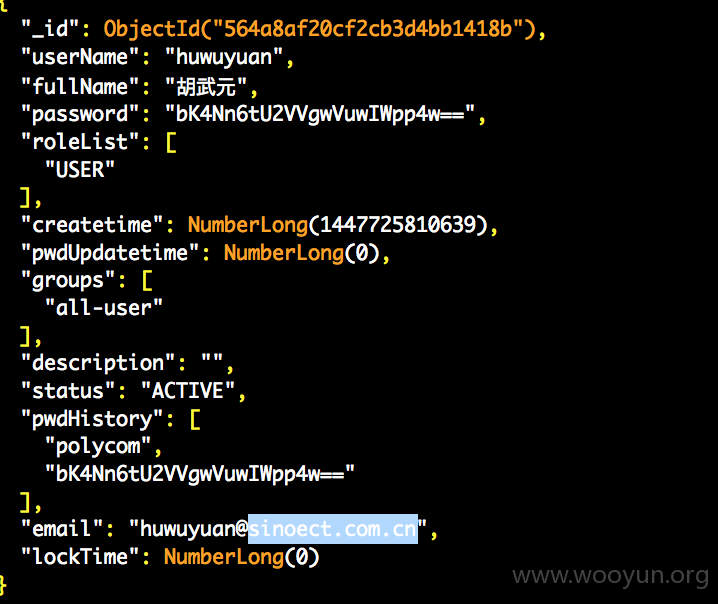 {
"_id": ObjectId("564a8af20cf2cb3d4bb1418b"),
"userName": "huwuyuan",
"fullName": "胡武元",
"password": "bK4Nn6tU2VVgwVuwIWpp4w==",
"roleList": [
"USER"
],
"createtime": NumberLong(1447725810639),
"pwdUpdatetime": NumberLong(0),
"groups": [
"all-user"
],
"description": "",
"status": "ACTIVE",
"pwdHistory": [
"polycom",
"bK4Nn6tU2VVgwVuwIWpp4w=="
],
"email": "huwuyuan@sinoect.com.cn",
"lockTime": NumberLong(0)
}
www.wooyun.org